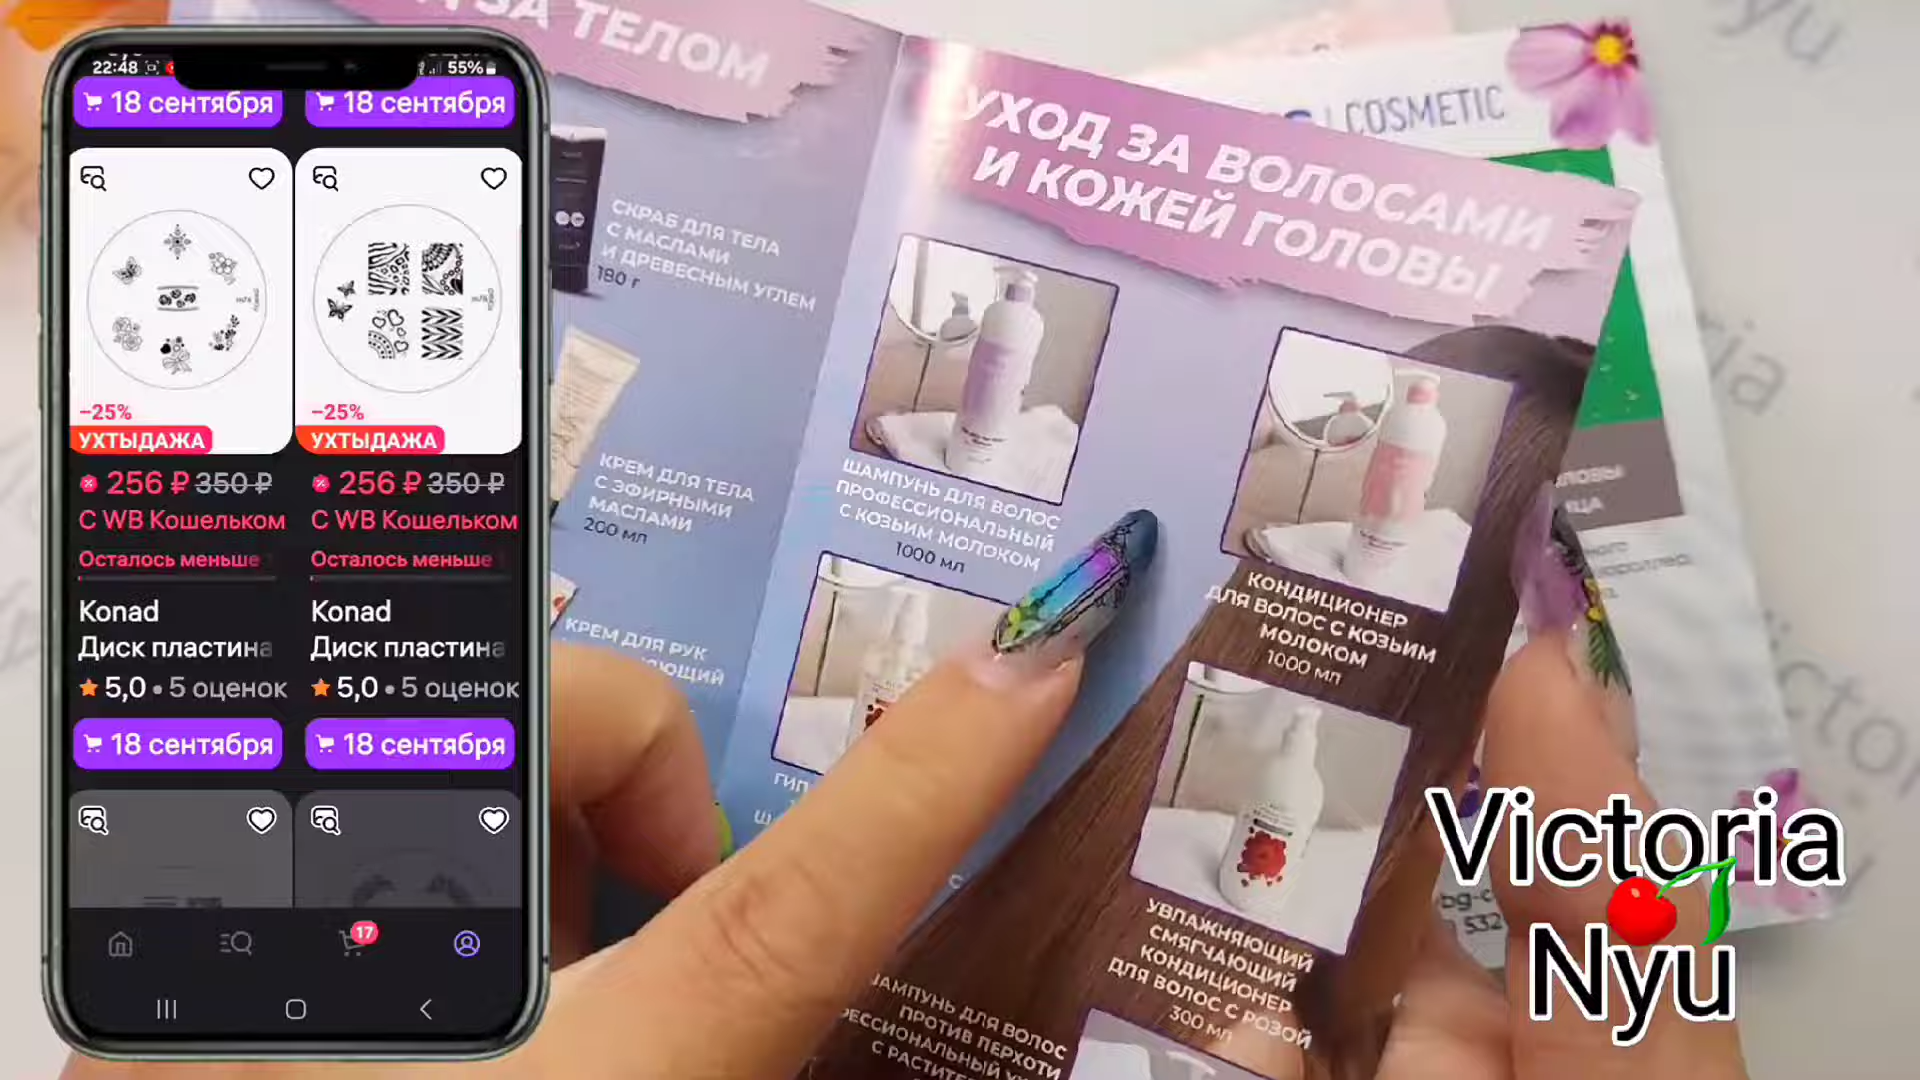 22:48
55%
18 сентября
18 сентября
-25%
УХТЫДАЖА
256 ₽ 350 ₽
С WB Кошельком
Осталось меньше
Konad
Диск пластина
5,0 • 5 оценок
18 сентября
-25%
УХТЫДАЖА
256 ₽ 350 ₽
С WB Кошельком
Осталось меньше
Konad
Диск пластина
5,0 • 5 оценок
18 сентября
17
ЗА ТЕЛОМ
СКРАБ ДЛЯ ТЕЛА
С МАСЛАМИ
И ДРЕВЕСНЫМ УГЛЕМ
180 г
КРЕМ ДЛЯ ТЕЛА
С ЭФИРНЫМИ
МАСЛАМИ
200 мл
КРЕМ ДЛЯ РУК
УХОД ЗА ВОЛОСАМИ
И КОЖЕЙ ГОЛОВЫ
ШАМПУНЬ ДЛЯ ВОЛОС
ПРОФЕССИОНАЛЬНЫЙ
С КОЗЬИМ МОЛОКОМ
1000 мл
КОНДИЦИОНЕР
ДЛЯ ВОЛОС С КОЗЬИМ
МОЛОКОМ
1000 мл
УВЛАЖНЯЮЩИЙ
СМЯГЧАЮЩИЙ
КОНДИЦИОНЕР
ДЛЯ ВОЛОС С РОЗОЙ
300 мл
ШАМПУНЬ ДЛЯ ВОЛОС
ПРОТИВ ПЕРХОТИ
COSMETIC
532
Victoria
Nyu